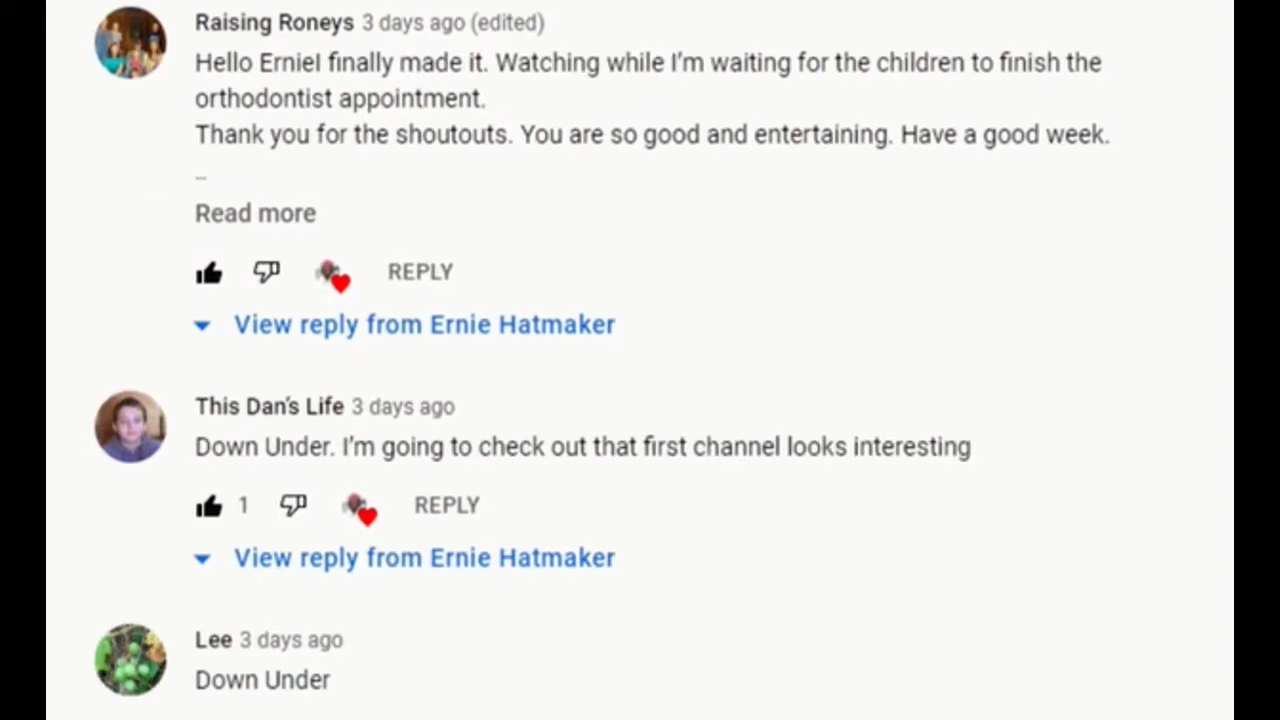 Raising Roneys 3 days ago (edited)
Hello ErnieI finally made it. Watching while I'm waiting for the children to finish the
orthodontist appointment.
Thank you for the shoutouts. You are so good and entertaining. Have a good week.
...
Read more
REPLY
View reply from Ernie Hatmaker
This Dan's Life 3 days ago
Down Under. I'm going to check out that first channel looks interesting
1 REPLY
View reply from Ernie Hatmaker
Lee 3 days ago
Down Under